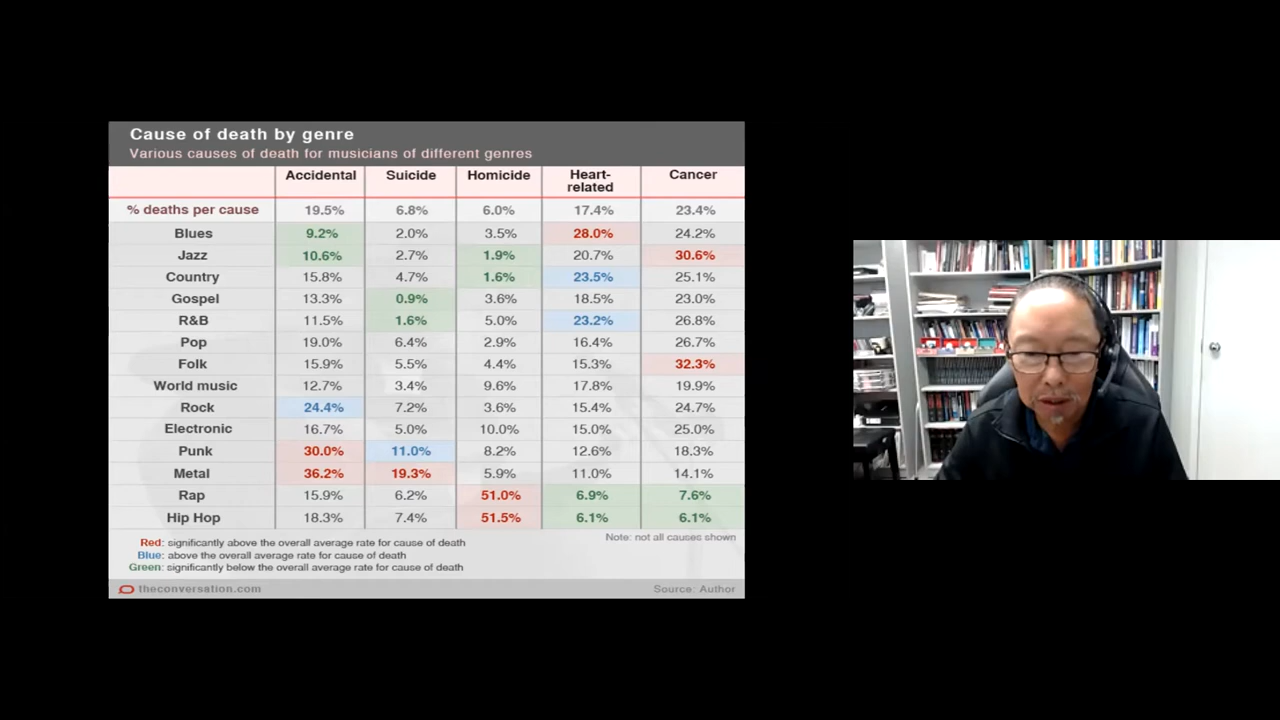 Cause of death by genre
Various causes of death for musicians of different genres
Accidental Suicide Homicide Heart-related Cancer
% deaths per cause 19.5% 6.8% 6.0% 17.4% 23.4%
Blues 9.2% 2.0% 3.5% 28.0% 24.2%
Jazz 10.6% 2.7% 1.9% 20.7% 30.6%
Country 15.8% 4.7% 1.6% 23.5% 25.1%
Gospel 13.3% 0.9% 3.6% 18.5% 23.0%
R&B 11.5% 1.6% 5.0% 23.2% 26.8%
Pop 19.0% 6.4% 2.9% 16.4% 26.7%
Folk 15.9% 5.5% 4.4% 15.3% 32.3%
World music 12.7% 3.4% 9.6% 17.8% 19.9%
Rock 24.4% 7.2% 3.6% 15.4% 24.7%
Electronic 16.7% 5.0% 10.0% 15.0% 25.0%
Punk 30.0% 11.0% 8.2% 12.6% 18.3%
Metal 36.2% 19.3% 5.9% 11.0% 14.1%
Rap 15.9% 6.2% 51.0% 6.9% 7.6%
Hip Hop 18.3% 7.4% 51.5% 6.1% 6.1%
Note: not all causes shown
Red: significantly above the overall average rate for cause of death
Blue: above the overall average rate for cause of death
Green: significantly below the overall average rate for cause of death
theconversation.com Source: Author